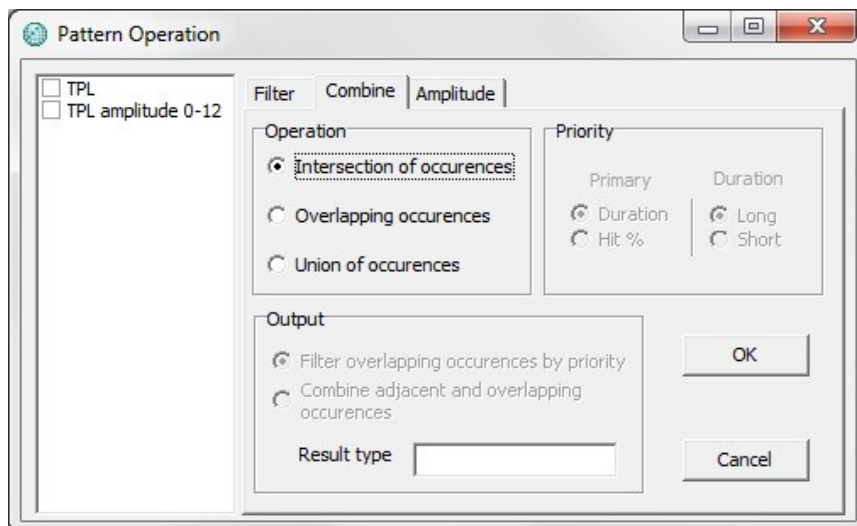 Pattern Operation
TPL
TPL amplitude 0-12
Filter
Combine
Amplitude
Operation
Intersection of occurences
Overlapping occurences
Union of occurences
Priority
Primary
Duration
Duration
Hit %
Long
Short
Output
Filter overlapping occurences by priority
Combine adjacent and overlapping
occurences
Result type
OK
Cancel